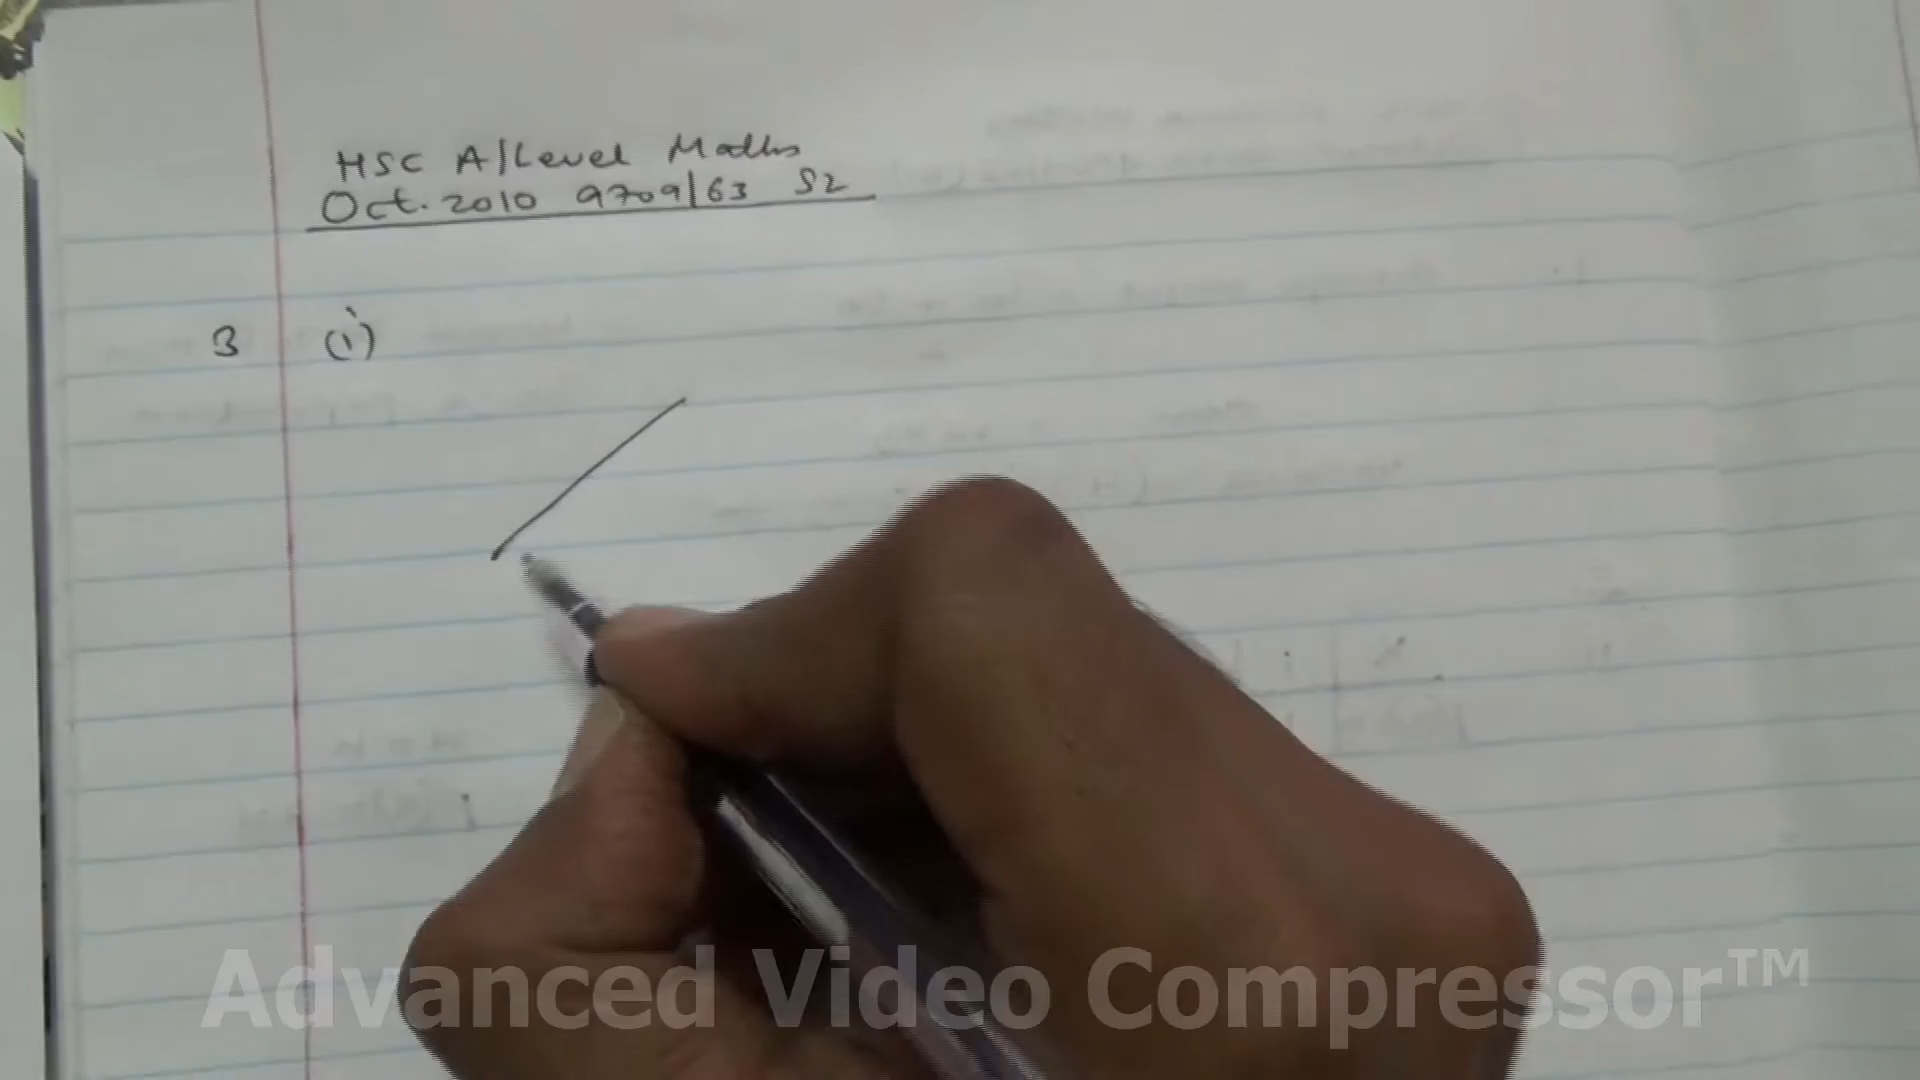 HSC A/Level Maths
Oct. 2010 9709/63 S2
3 (i)
Advanced Video Compressor™